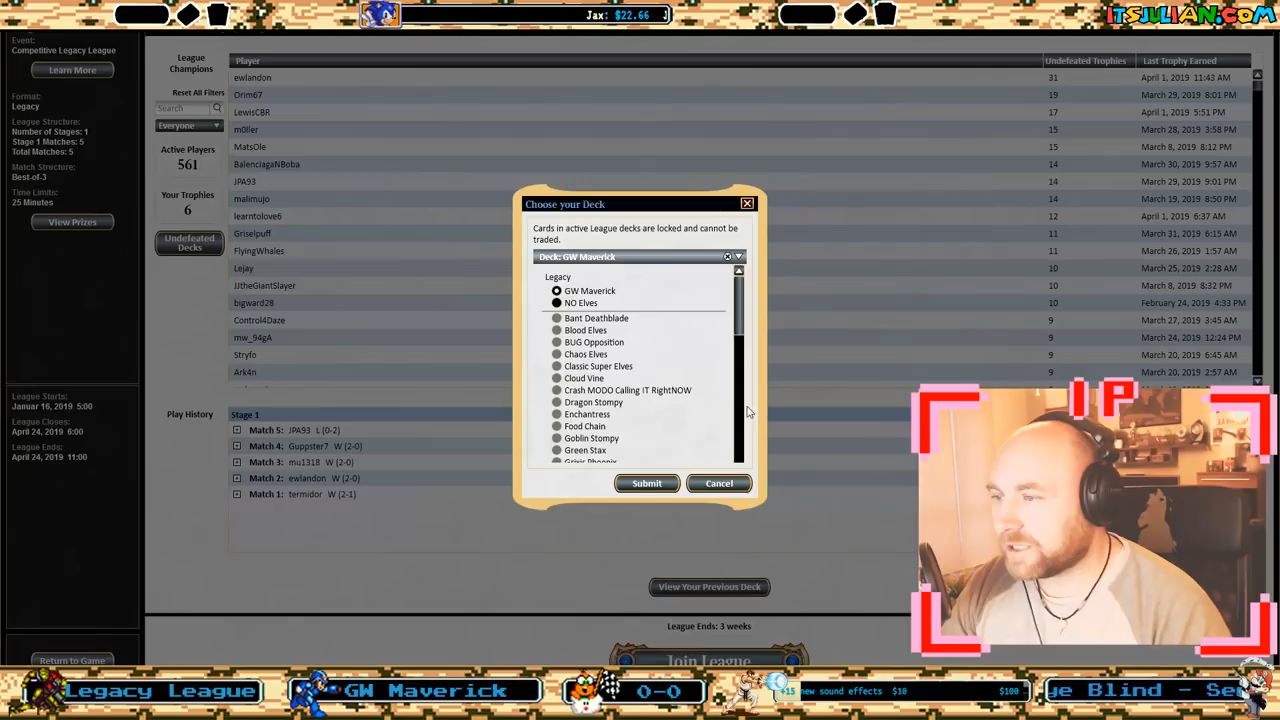 Jax: $22.66 J
ITSJULIAN.COM
Event:
Competitive Legacy League
Learn More
Format:
Legacy
League Structure:
Number of Stages: 1
Stage 1 Matches: 5
Total Matches: 5
Match Structure:
Best-of-3
Time Limits:
25 Minutes
View Prizes
League Starts:
Januar 16, 2019 5:00
League Closes:
April 24, 2019 6:00
League Ends:
April 24, 2019 11:00
Return to Game
League Champions
Reset All Filters
Search
Everyone
Active Players
561
Your Trophies
6
Undefeated Decks
Player Undefeated Trophies Last Trophy Earned
ewlandon 31 April 1, 2019 11:43 AM
Orim67 19 March 29, 2019 8:01 PM
LewisCBR 17 April 1, 2019 5:51 PM
m0ller 15 March 28, 2019 3:58 PM
MatsOle 15 March 8, 2019 8:12 PM
BalenciagaNBoba 14 March 30, 2019 9:57 AM
JPA93 14 March 29, 2019 9:01 PM
malimujo 14 March 19, 2019 8:50 PM
learntolove6 12 April 1, 2019 6:37 AM
Griselpuff 11 March 31, 2019 6:15 AM
FlyingWhales 11 March 26, 2019 1:57 AM
Lejay 10 March 25, 2019 2:28 AM
JJtheGiantSlayer 10 March 8, 2019 8:32 PM
bigward28 10 February 24, 2019 4:33 PM
Control4Daze 9 March 27, 2019 3:45 AM
mw_94gA 9 March 24, 2019 12:24 PM
Stryfo 9 March 20, 2019 6:45 AM
Ark4n 9 March 20, 2019 2:57 AM
Choose your Deck
Cards in active League decks are locked and cannot be
traded.
Deck: GW Maverick
Legacy
GW Maverick
NO Elves
Bant Deathblade
Blood Elves
BUG Opposition
Chaos Elves
Classic Super Elves
Cloud Vine
Crash MODO Calling IT RightNOW
Dragon Stompy
Enchantress
Food Chain
Goblin Stompy
Green Stax
Grixis Phoenix
Submit
Cancel
Play History
Stage 1
Match 5: JPA93 L (0-2)
Match 4: Guppster7 W (2-0)
Match 3: mu1318 W (2-0)
Match 2: ewlandon W (2-0)
Match 1: termidor W (2-1)
View Your Previous Deck
League Ends: 3 weeks
Join League
1P
Legacy League
GW Maverick
0-0
+15 new sound effects $10 $100
ye Blind - Se